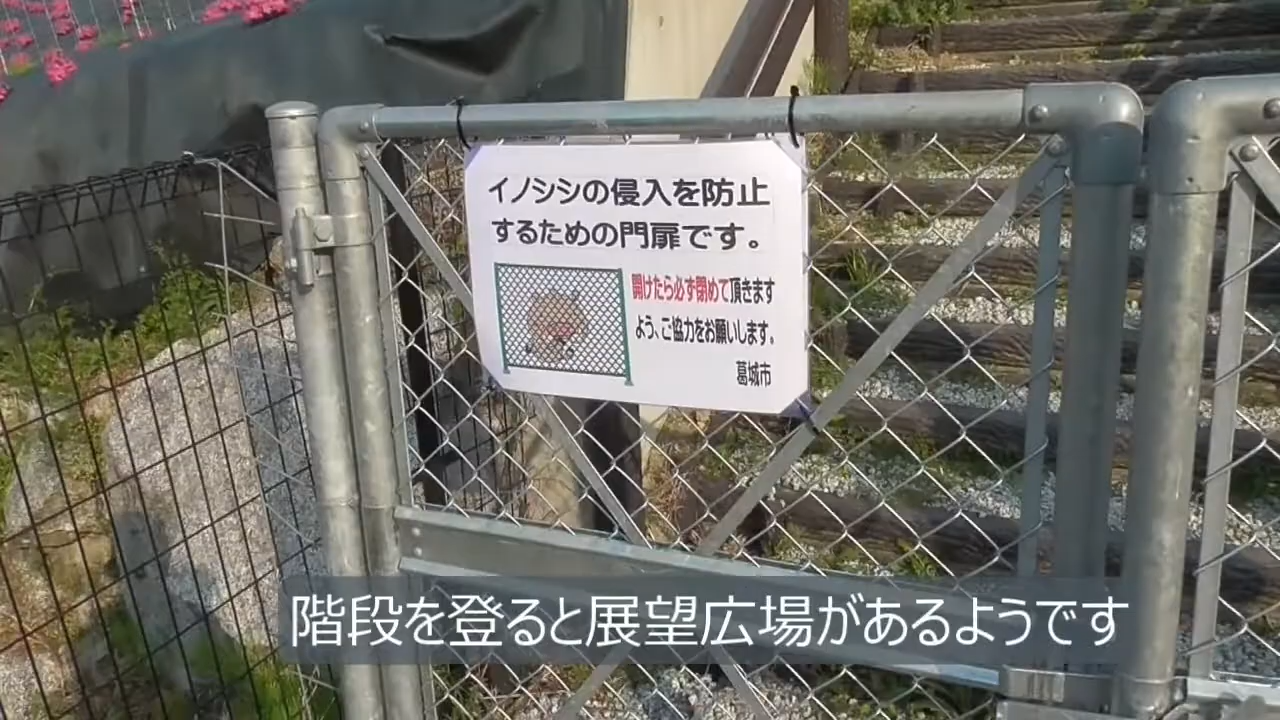 イノシシの侵入を防止
するための門扉です。
開けたら必ず閉めて頂きます
よう、ご協力をお願いします。
葛城市
階段を登ると展望広場があるようです